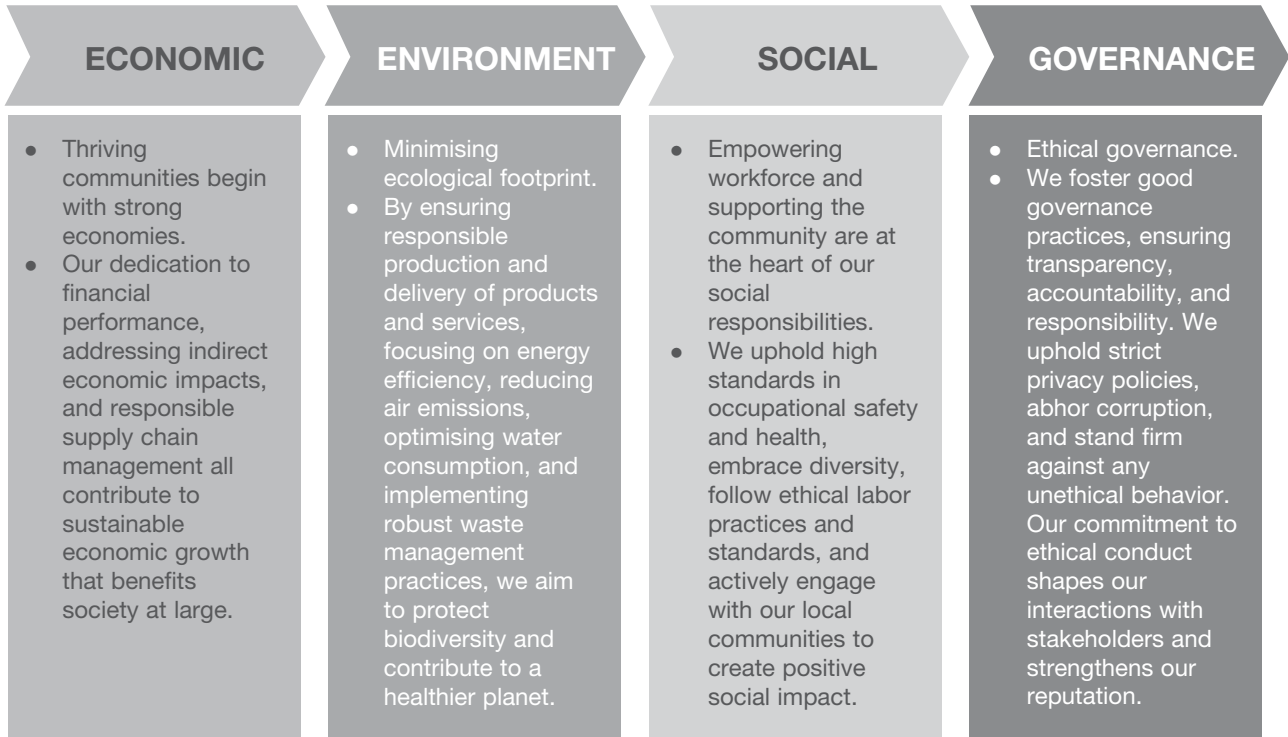 ECONOMIC
● Thriving
communities begin
with strong
economies.
● Our dedication to
financial
performance,
addressing indirect
economic impacts,
and responsible
supply chain
management all
contribute to
sustainable
economic growth
that benefits
society at large.
ENVIRONMENT
● Minimising
ecological footprint.
● By ensuring
responsible
production and
delivery of products
and services,
focusing on energy
efficiency, reducing
air emissions,
optimising water
consumption, and
implementing
robust waste
management
practices, we aim
to protect
biodiversity and
contribute to a
healthier planet.
SOCIAL
● Empowering
workforce and
supporting the
community are at
the heart of our
social
responsibilities.
● We uphold high
standards in
occupational safety
and health,
embrace diversity,
follow ethical labor
practices and
standards, and
actively engage
with our local
communities to
create positive
social impact.
GOVERNANCE
● Ethical governance.
● We foster good
governance
practices, ensuring
transparency,
accountability, and
responsibility. We
uphold strict
privacy policies,
abhor corruption,
and stand firm
against any
unethical behavior.
Our commitment to
ethical conduct
shapes our
interactions with
stakeholders and
strengthens our
reputation.